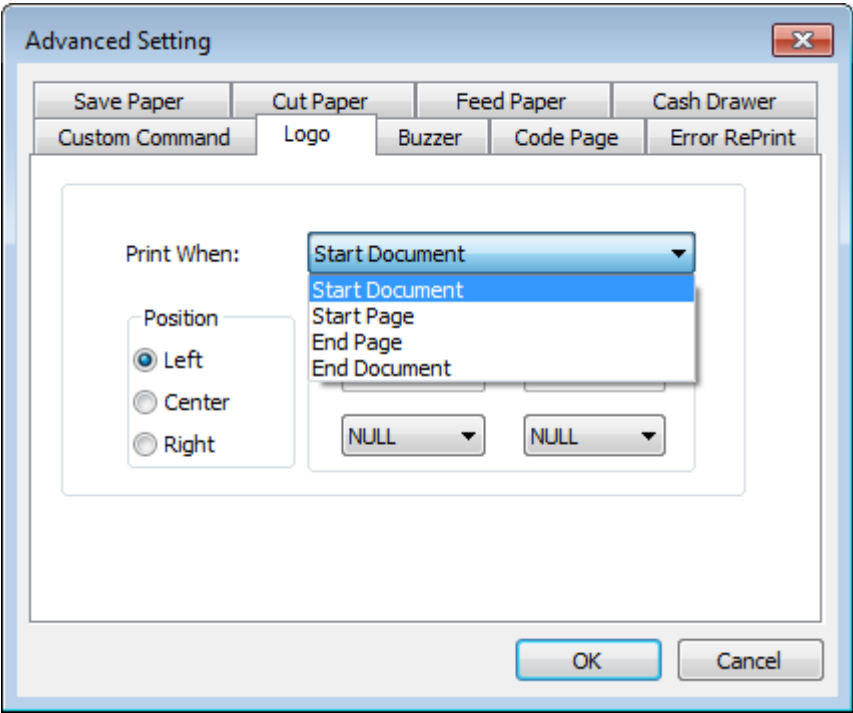 Advanced Setting
Save Paper Cut Paper Feed Paper Cash Drawer
Custom Command Logo Buzzer Code Page Error RePrint
Print When: Start Document
Start Document
Start Page
End Page
End Document
Position
Left
Center
Right
NULL NULL
OK Cancel